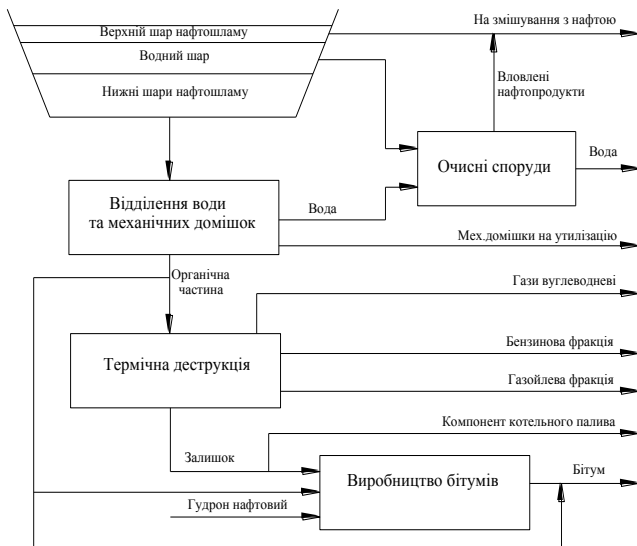 Верхній шар нафтошламу
На змішування з нафтою
Водний шар
Вловлені
нафтопродукти
Нижні шари нафтошламу
Очисні споруди
Вода
Відділення води
та механічних домішок
Вода
Мех.домішки на утилізацію
Органічна
частина
Гази вуглеводневі
Термічна деструкція
Бензинова фракція
Газойлева фракція
Компонент котельного палива
Залишок
Виробництво бітумів
Бітум
Гудрон нафтовий